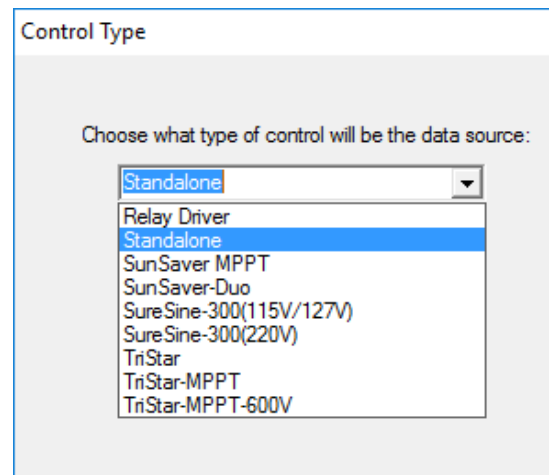 Control Type
Choose what type of control will be the data source:
Standalone
Relay Driver
Standalone
SunSaver MPPT
SunSaver-Duo
SureSine-300(115V/127V)
SureSine-300(220V)
TriStar
TriStar-MPPT
TriStar-MPPT-600V